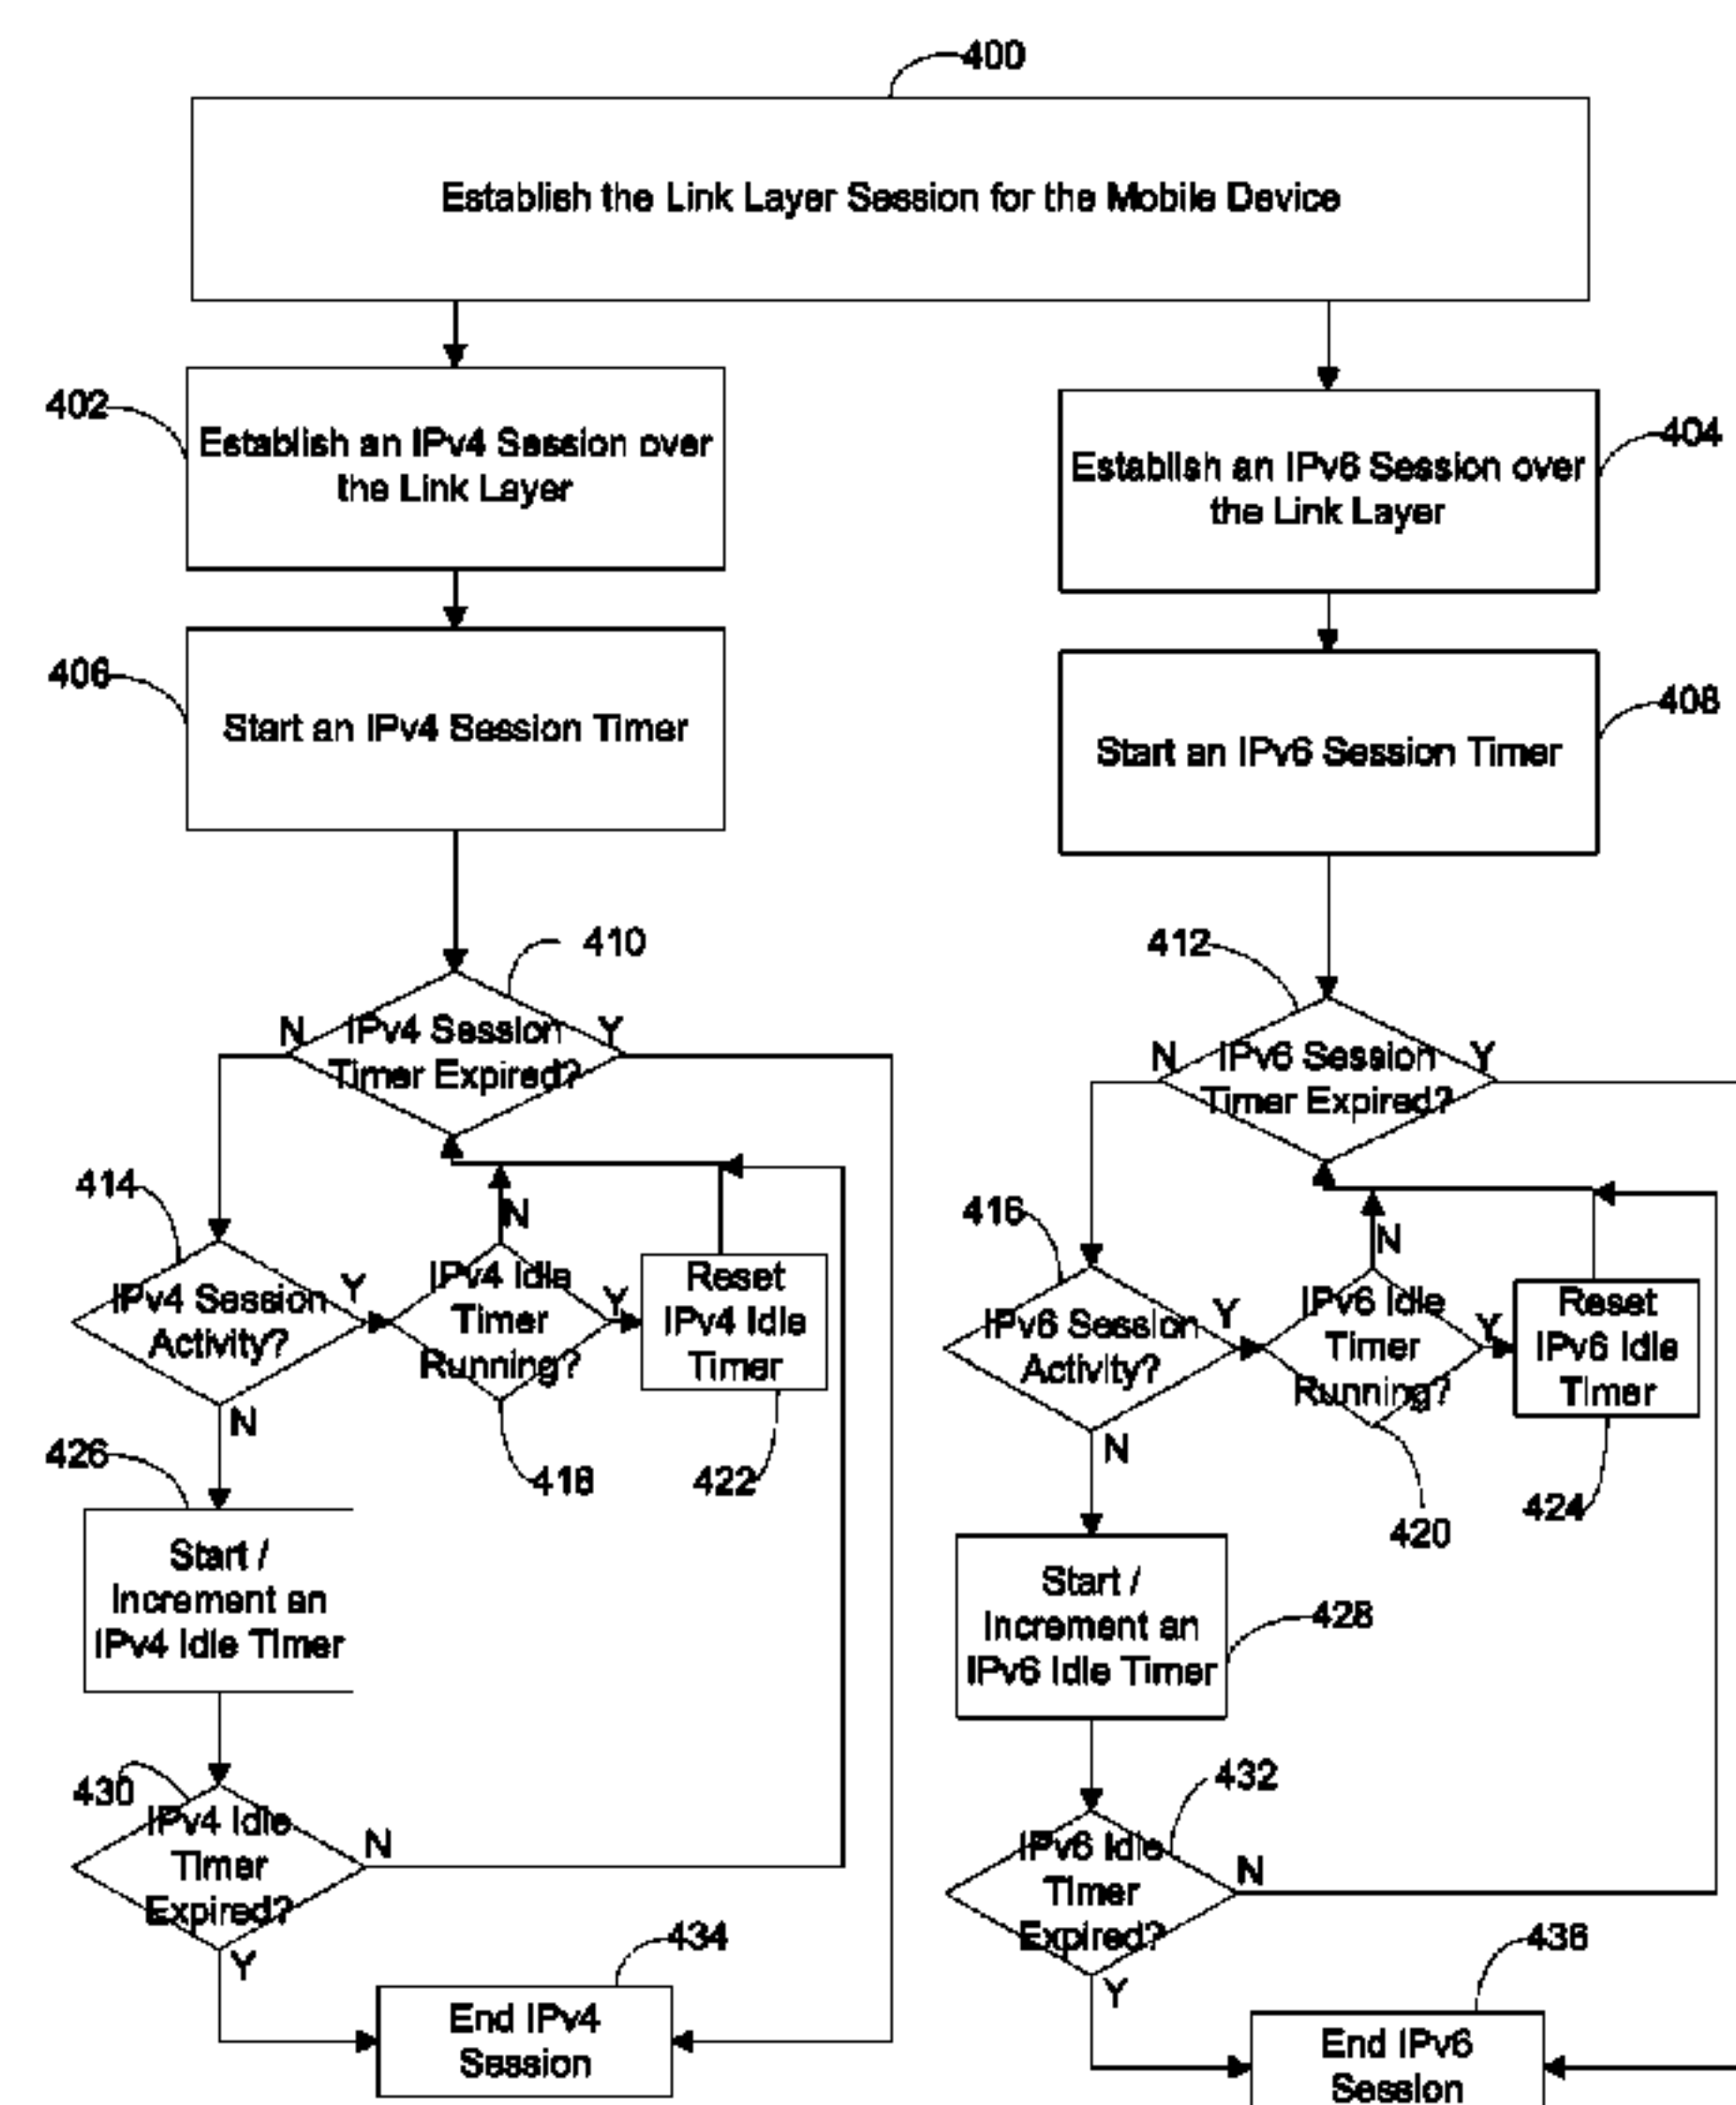 400
Establish the Link Layer Session for the Mobile Device
402
Establish an IPv4 Session over
the Link Layer
404
Establish an IPv6 Session over
the Link Layer
406
Start an IPv4 Session Timer
408
Start an IPv6 Session Timer
410
N
IPv4 Session
Timer Expired?
Y
412
N
IPv6 Session
Timer Expired?
Y
414
IPv4 Session
Activity?
Y
N
IPv4 Idle
Timer
Running?
Y
Reset
IPv4 Idle
Timer
N
418
422
416
IPv6 Session
Activity?
Y
N
IPv6 Idle
Timer
Running?
Y
Reset
IPv6 Idle
Timer
N
420
424
426
Start /
Increment an
IPv4 Idle Timer
428
Start /
Increment an
IPv6 Idle Timer
430
IPv4 Idle
Timer
Expired?
N
Y
432
IPv6 Idle
Timer
Expired?
N
Y
434
End IPv4
Session
436
End IPv6
Session